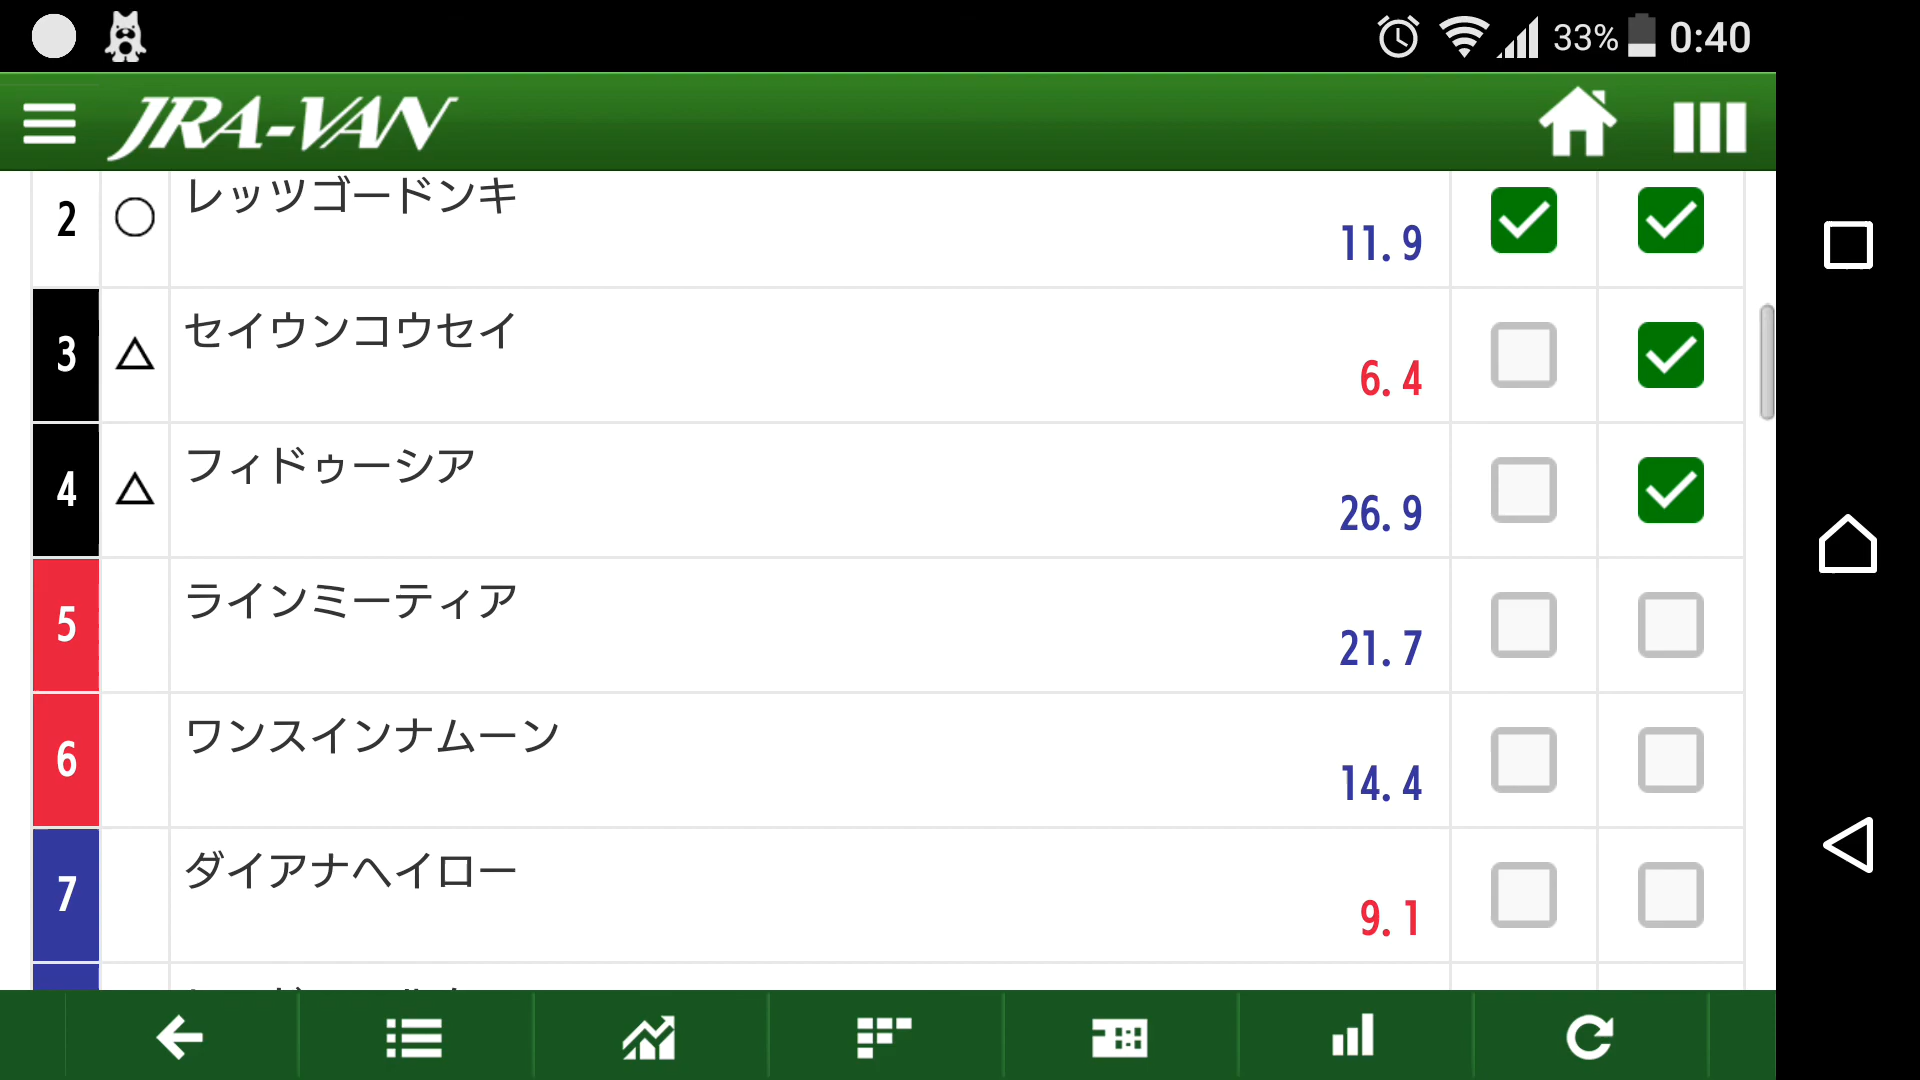 33% 0:40
JRA-VAN
2 ○ レッツゴードンキ 11.9
3 △ セイウンコウセイ 6.4
4 △ フィドゥーシア 26.9
5 ラインミーティア 21.7
6 ワンスインナムーン 14.4
7 ダイアナヘイロー 9.1